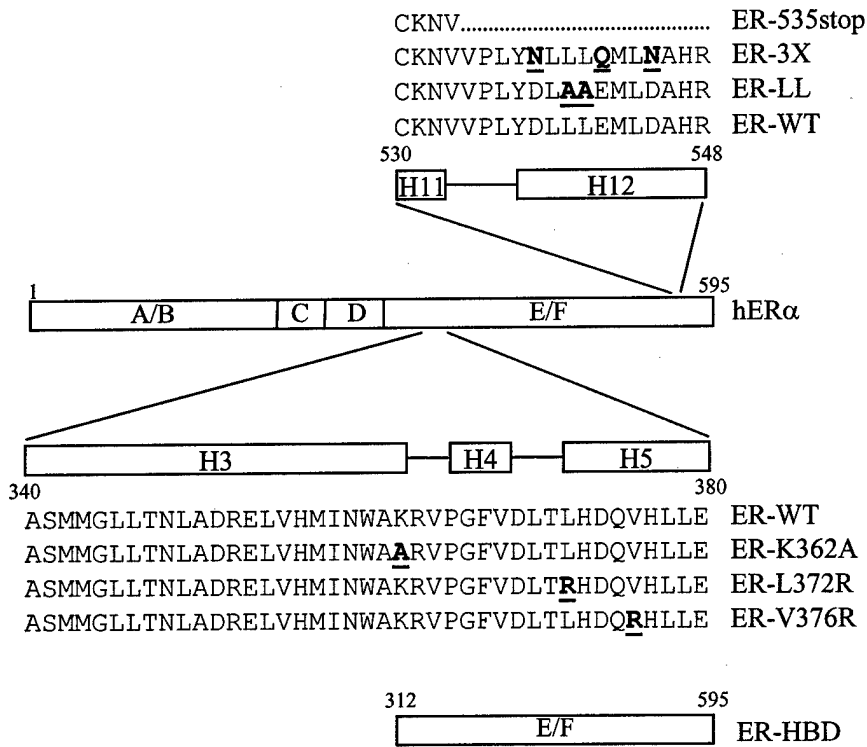 CKNV........................ ER-535stop
CKNVVPLYNLLLQMLNAHR ER-3X
CKNVVPLYDLAAEMLDAHR ER-LL
CKNVVPLYDLLLEMLDAHR ER-WT
530 548
H11 H12
1 595
A/B C D E/F hERα
H3 H4 H5
340 380
ASMMGLLTNLADRELVHMINWAKRVPGFVDLTLHDQVHLLE ER-WT
ASMMGLLTNLADRELVHMINWAARVPGFVDLTLHDQVHLLE ER-K362A
ASMMGLLTNLADRELVHMINWAKRVPGFVDLTRHDQVHLLE ER-L372R
ASMMGLLTNLADRELVHMINWAKRVPGFVDLTLHDQRHLLE ER-V376R
312 595
E/F ER-HBD